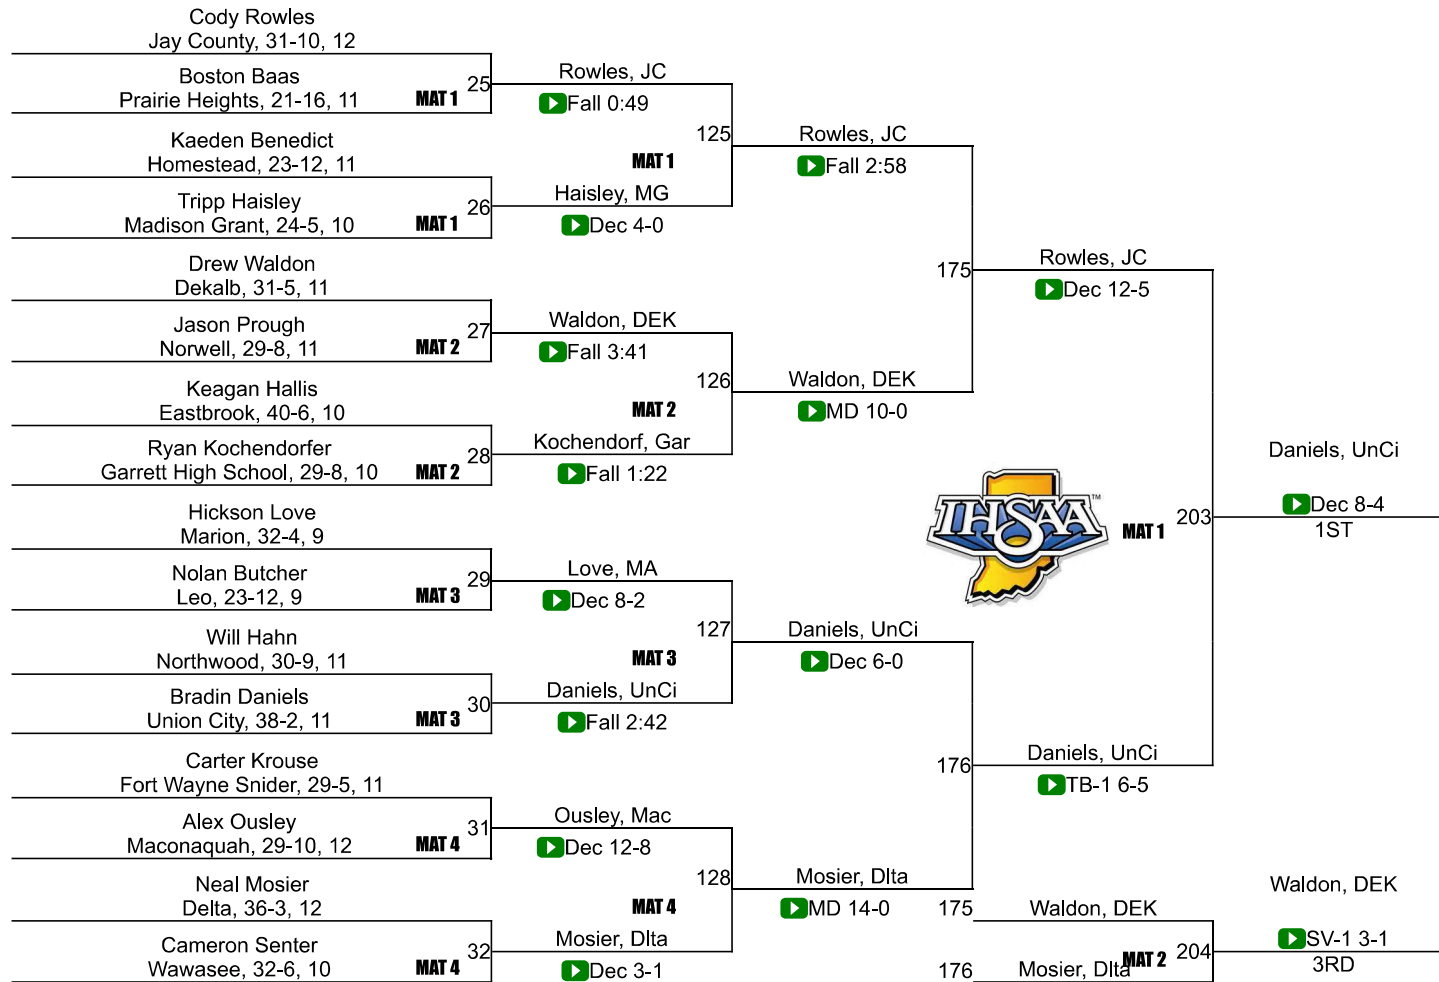 Cody Rowles
Jay County, 31-10, 12
Boston Baas
Prairie Heights, 21-16, 11
MAT 1
25
Rowles, JC
Fall 0:49
Kaeden Benedict
Homestead, 23-12, 11
Tripp Haisley
Madison Grant, 24-5, 10
MAT 1
26
Haisley, MG
Dec 4-0
125
MAT 1
Rowles, JC
Fall 2:58
Drew Waldon
Dekalb, 31-5, 11
Jason Prough
Norwell, 29-8, 11
MAT 2
27
Waldon, DEK
Fall 3:41
Keagan Hallis
Eastbrook, 40-6, 10
Ryan Kochendorfer
Garrett High School, 29-8, 10
MAT 2
28
Kochendorf, Gar
Fall 1:22
126
MAT 2
Waldon, DEK
MD 10-0
175
Rowles, JC
Dec 12-5
Hickson Love
Marion, 32-4, 9
Nolan Butcher
Leo, 23-12, 9
MAT 3
29
Love, MA
Dec 8-2
Will Hahn
Northwood, 30-9, 11
Bradin Daniels
Union City, 38-2, 11
MAT 3
30
Daniels, UnCi
Fall 2:42
127
MAT 3
Daniels, UnCi
Dec 6-0
Carter Krouse
Fort Wayne Snider, 29-5, 11
Alex Ousley
Maconaquah, 29-10, 12
MAT 4
31
Ousley, Mac
Dec 12-8
Neal Mosier
Delta, 36-3, 12
Cameron Senter
Wawasee, 32-6, 10
MAT 4
32
Mosier, Dlta
Dec 3-1
128
MAT 4
Mosier, Dlta
MD 14-0
176
Daniels, UnCi
TB-1 6-5
IHSAA™
MAT 1
203
Daniels, UnCi
Dec 8-4
1ST
175
Waldon, DEK
176
Mosier, Dlta
MAT 2
204
Waldon, DEK
SV-1 3-1
3RD